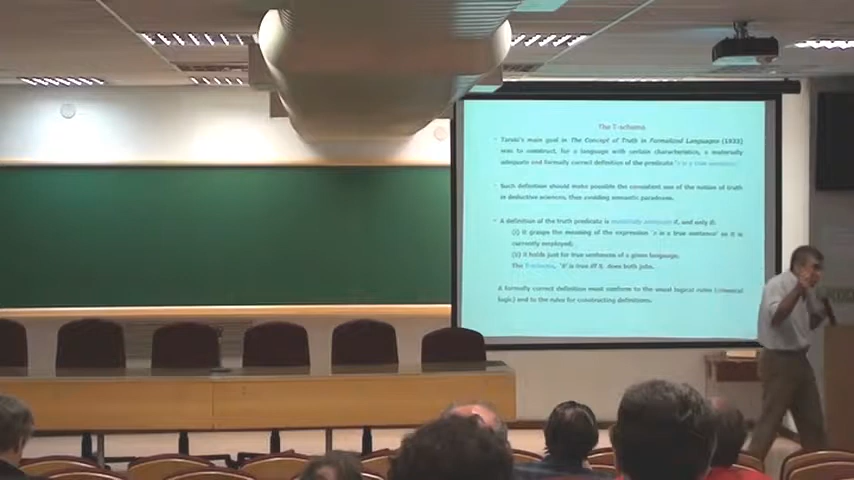 The T-schema
Tarski's main goal in The Concept of Truth in Formalized Languages (1933)
was to construct, for a language with certain characteristics, a materially
adequate and formally correct definition of the predicate 'x is a true sentence'.
Such definition should make possible the consistent use of the notion of truth
in deductive sciences, thus avoiding semantic paradoxes.
A definition of the truth predicate is materially adequate if, and only if:
(i) it grasps the meaning of the expression 'x is a true sentence' as it is
currently employed;
(ii) it holds just for true sentences of a given language.
The T-schema, is true iff does both jobs.
A formally correct definition must conform to the usual logical rules (classical
logic) and to the rules for constructing definitions.